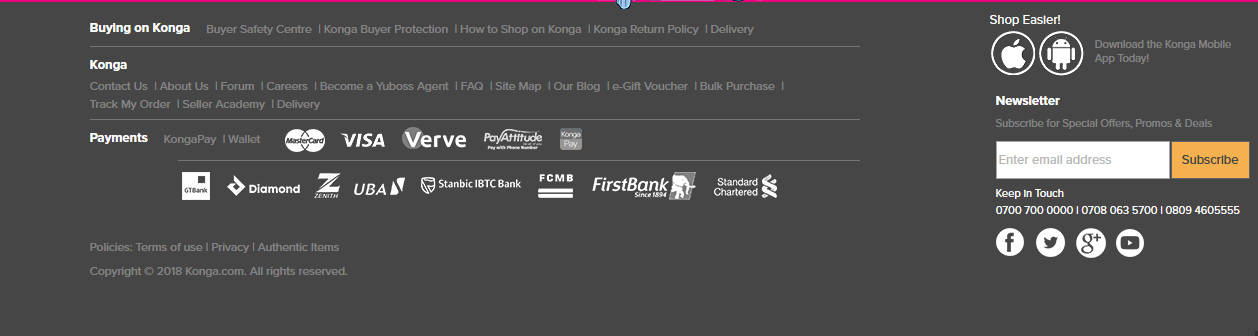 Buying on Konga Buyer Safety Centre | Konga Buyer Protection | How to Shop on Konga | Konga Return Policy | Delivery
Konga
Contact Us | About Us | Forum | Careers | Become a Yuboss Agent | FAQ | Site Map | Our Blog | e-Gift Voucher | Bulk Purchase |
Track My Order | Seller Academy | Delivery
Payments KongaPay | Wallet MasterCard VISA Verve PayAttitude Konga Pay
Pay with Phone Number
GTBank Diamond ZENITH UBA Stanbic IBTC Bank FCMB FirstBank Standard Chartered
Since 1894
Policies: Terms of use | Privacy | Authentic Items
Copyright © 2018 Konga.com. All rights reserved.
Shop Easier!
Download the Konga Mobile
App Today!
Newsletter
Subscribe for Special Offers, Promos & Deals
Enter email address Subscribe
Keep In Touch
0700 700 0000 | 0708 063 5700 | 0809 4605555
f g+